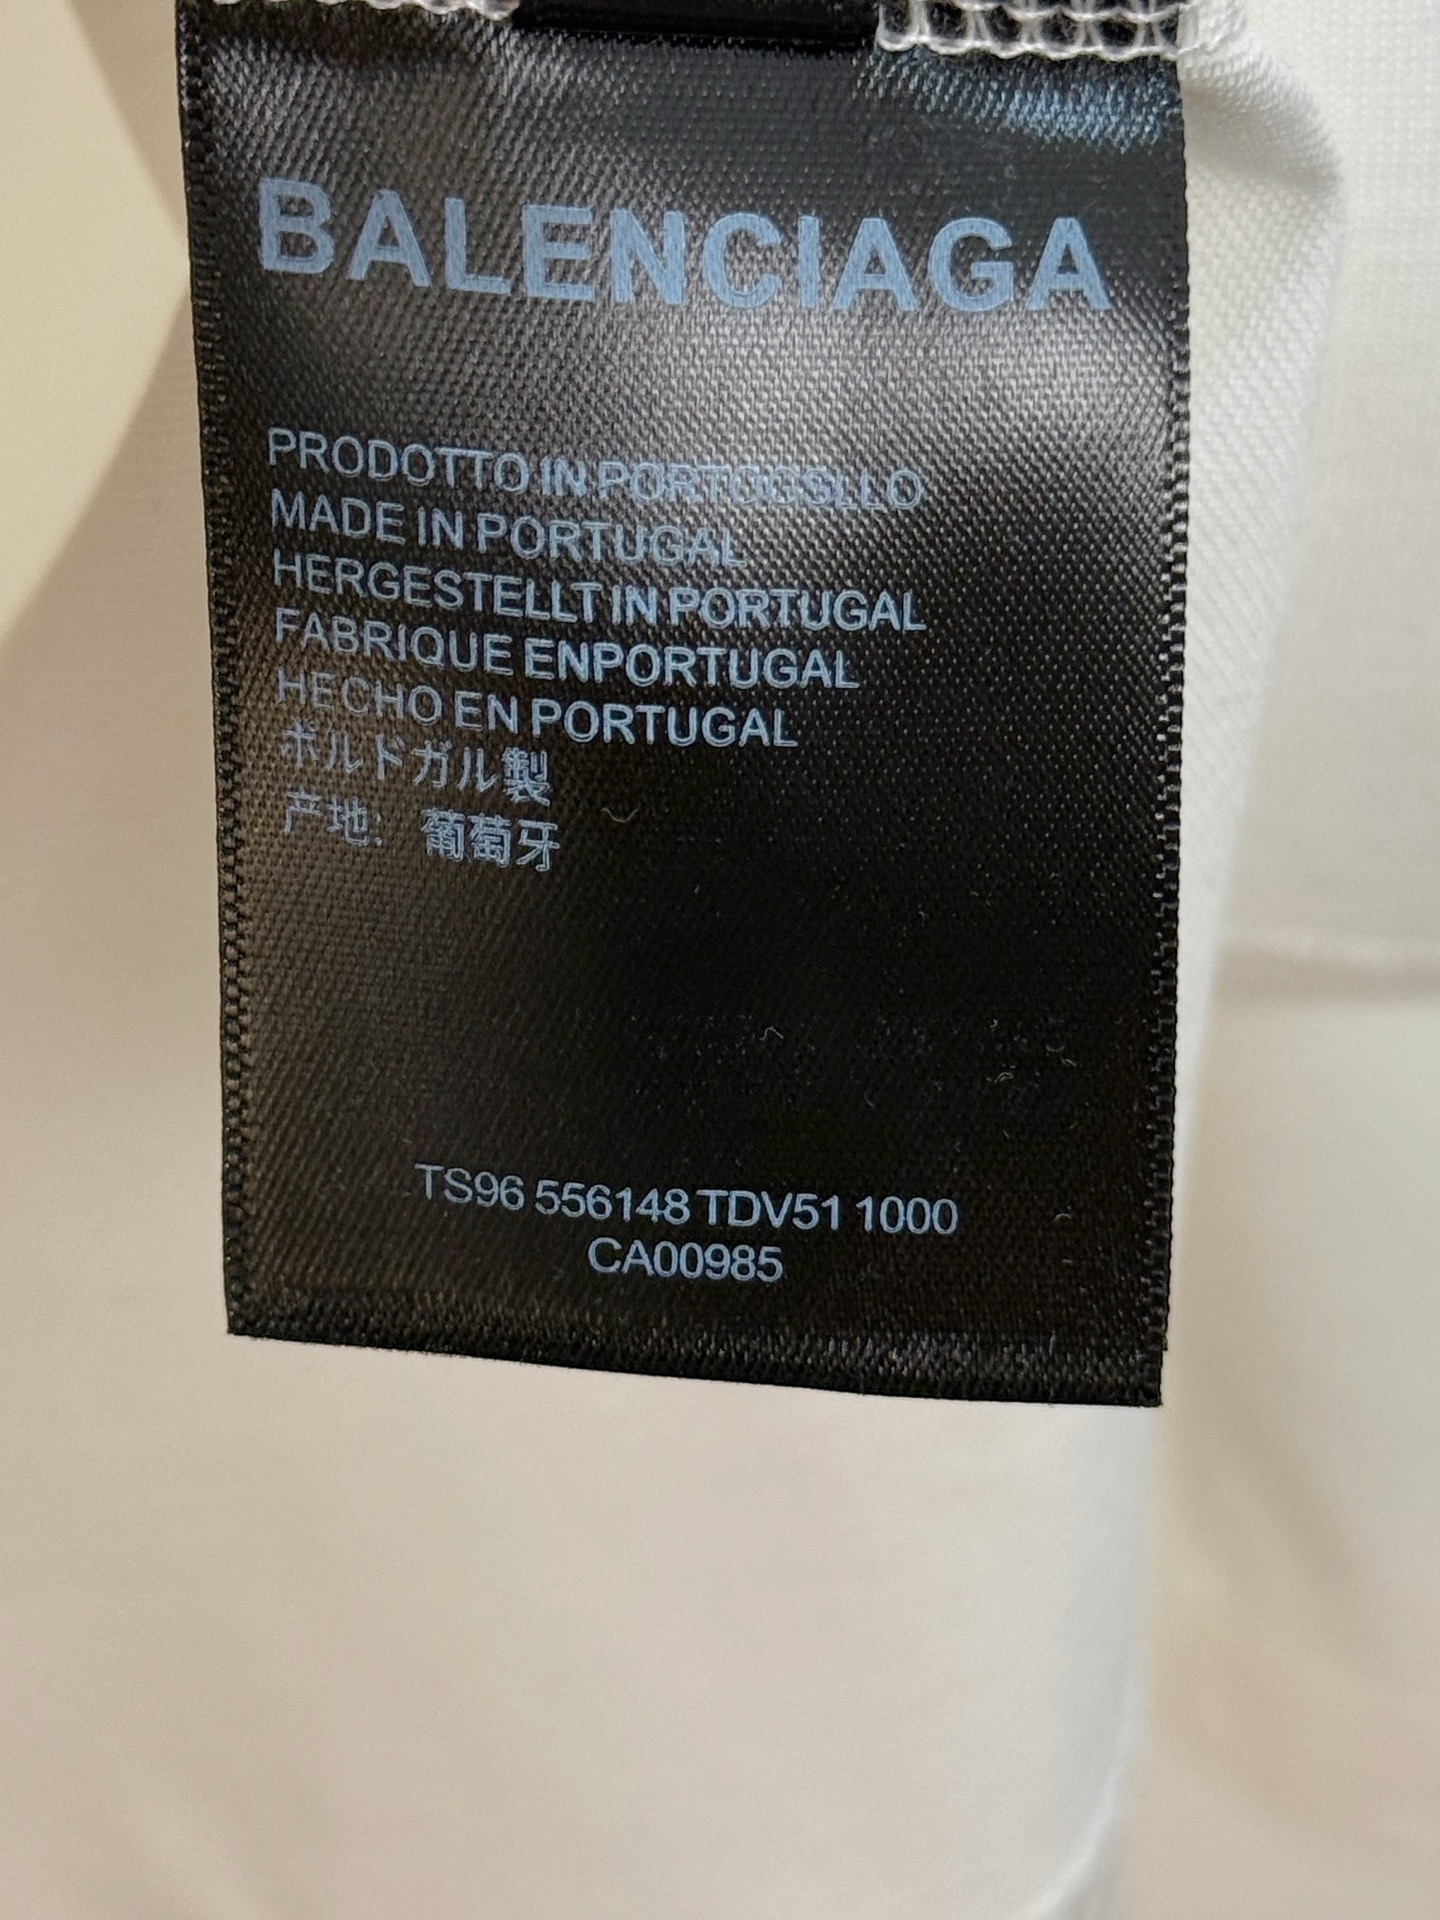 BALENCIAGA
PRODOTTO IN PORTOGSLLO
MADE IN PORTUGAL
HERGESTELLT IN PORTUGAL
FABRIQUE ENPORTUGAL
HECHO EN PORTUGAL
ボルドガル製
产地: 葡萄牙
TS96 556148 TDV51 1000
CA00985